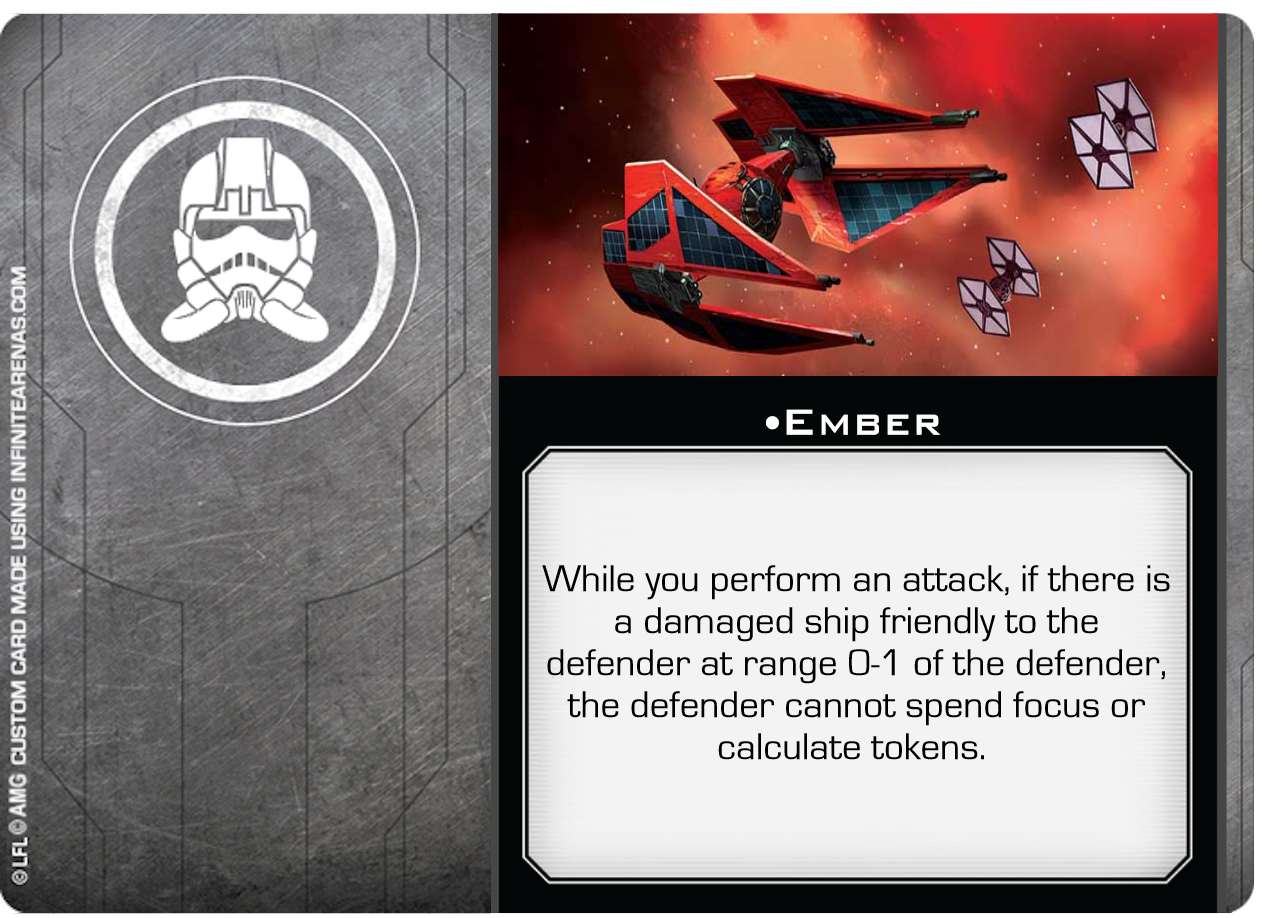 ©LFL©AMG CUSTOM CARD MADE USING INFINITEARENAS.COM
•EMBER
While you perform an attack, if there is
a damaged ship friendly to the
defender at range 0-1 of the defender,
the defender cannot spend focus or
calculate tokens.